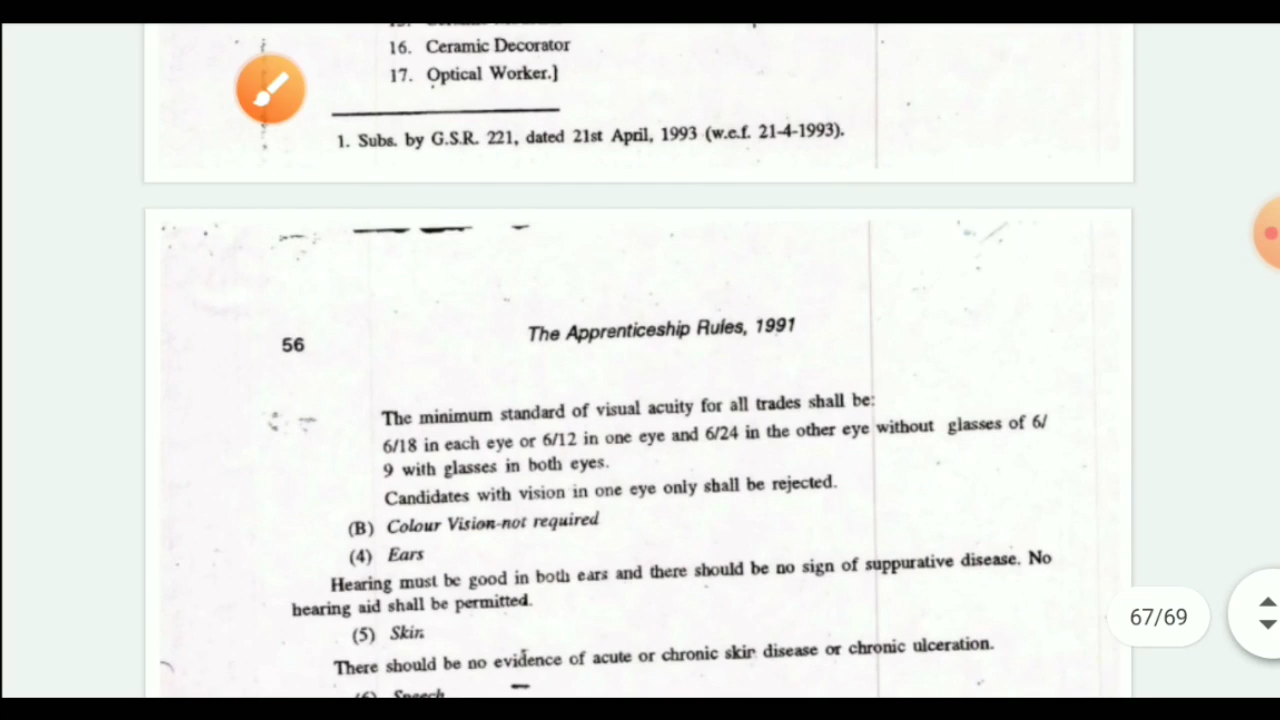 16. Ceramic Decorator
17. Optical Worker.]
1. Subs. by G.S.R. 221, dated 21st April, 1993 (w.e.f. 21-4-1993).
56
The Apprenticeship Rules, 1991
The minimum standard of visual acuity for all trades shall be:
6/18 in each eye or 6/12 in one eye and 6/24 in the other eye without glasses of 6/
9 with glasses in both eyes.
Candidates with vision in one eye only shall be rejected.
(B) Colour Vision-not required
(4) Ears
Hearing must be good in both ears and there should be no sign of suppurative disease. No
hearing aid shall be permitted.
(5) Skin
67/69
There should be no evidence of acute or chronic skin disease or chronic ulceration.
(6) Speech